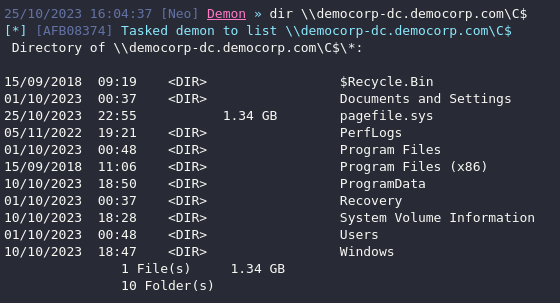 25/10/2023 16:04:37 [Neo] Demon » dir \\democorp-dc.democorp.com\C$
[*] [AFB08374] Tasked demon to list \\democorp-dc.democorp.com\C$
 Directory of \\democorp-dc.democorp.com\C$\*:

15/09/2018  09:19    <DIR>                 $Recycle.Bin
01/10/2023  00:37    <DIR>                 Documents and Settings
25/10/2023  22:55           1.34 GB        pagefile.sys
05/11/2022  19:21    <DIR>                 PerfLogs
01/10/2023  00:48    <DIR>                 Program Files
15/09/2018  11:06    <DIR>                 Program Files (x86)
10/10/2023  18:50    <DIR>                 ProgramData
01/10/2023  00:37    <DIR>                 Recovery
10/10/2023  18:28    <DIR>                 System Volume Information
01/10/2023  00:48    <DIR>                 Users
10/10/2023  18:47    <DIR>                 Windows
               1 File(s)     1.34 GB
               10 Folder(s)